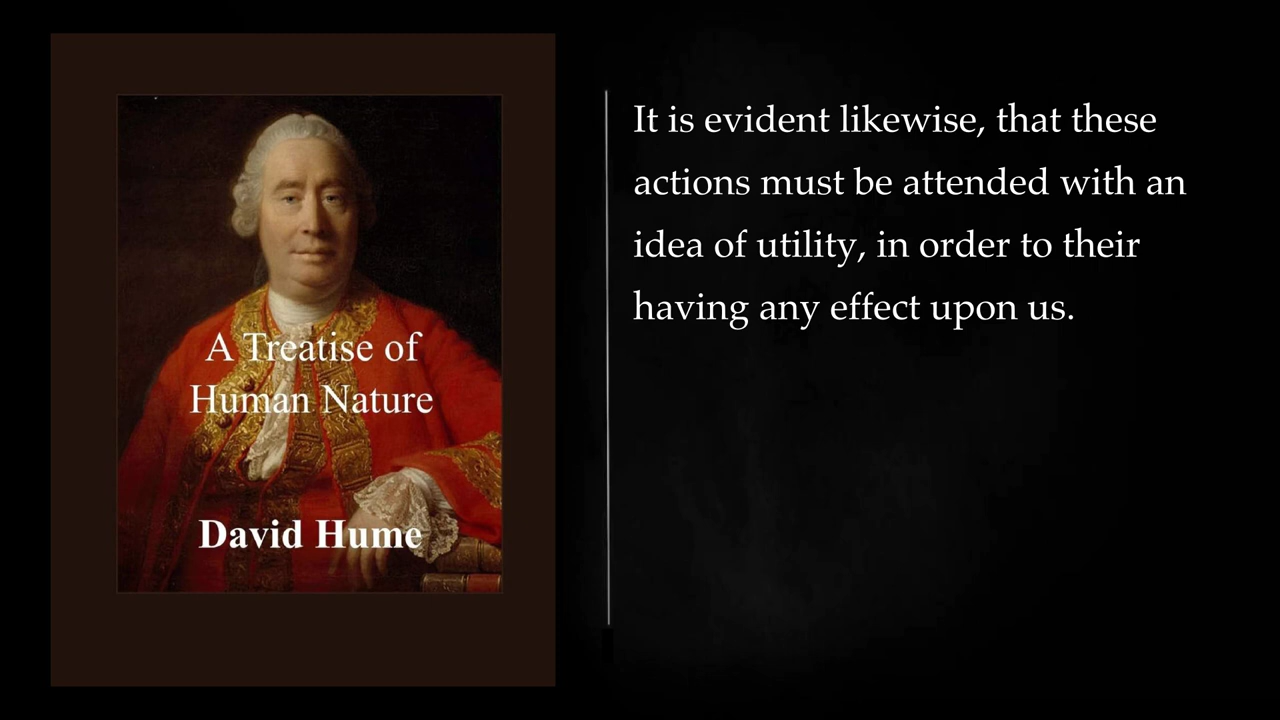 A Treatise of
Human Nature
David Hume
It is evident likewise, that these
actions must be attended with an
idea of utility, in order to their
having any effect upon us.